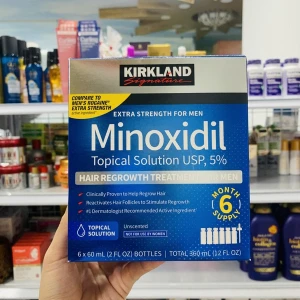 KIRKLAND
Signature
COMPARE TO
MEN'S ROGAINE®
EXTRA STRENGTH
EXTRA STRENGTH FOR MEN
Minoxidil
Topical Solution USP, 5%
HAIR REGROWTH TREATMENT FOR MEN
• Clinically Proven to Help Regrow Hair
• Reactivates Hair Follicles to Stimulate Regrowth
• #1 Dermatologist Recommended Active Ingredient
MONTH
6
SUPPLY
TOPICAL
SOLUTION
Unscented
NOT FOR USE BY WOMEN
6 x 60 mL (2 FL OZ) BOTTLES | TOTAL 360 mL (12 FL OZ)